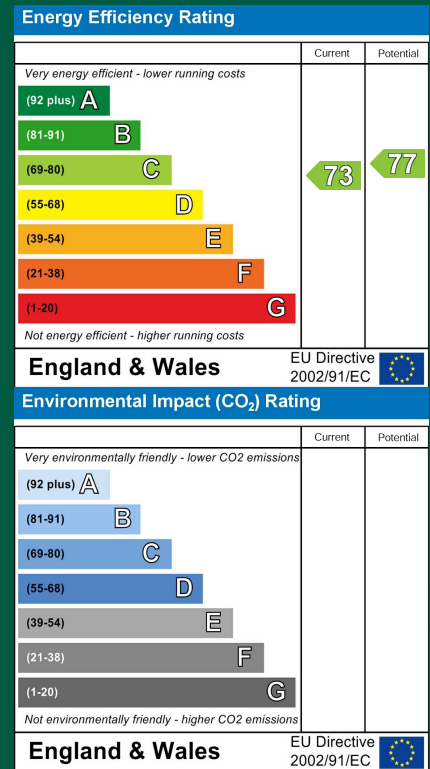 Energy Efficiency Rating
Current Potential
Very energy efficient - lower running costs
(92 plus) A
(81-91) B
(69-80) C
(55-68) D
(39-54) E
(21-38) F
(1-20) G
73 77
Not energy efficient - higher running costs
England & Wales
EU Directive
2002/91/EC
Environmental Impact (CO₂) Rating
Current Potential
Very environmentally friendly - lower CO2 emissions
(92 plus) A
(81-91) B
(69-80) C
(55-68) D
(39-54) E
(21-38) F
(1-20) G
Not environmentally friendly - higher CO2 emissions
England & Wales
EU Directive
2002/91/EC